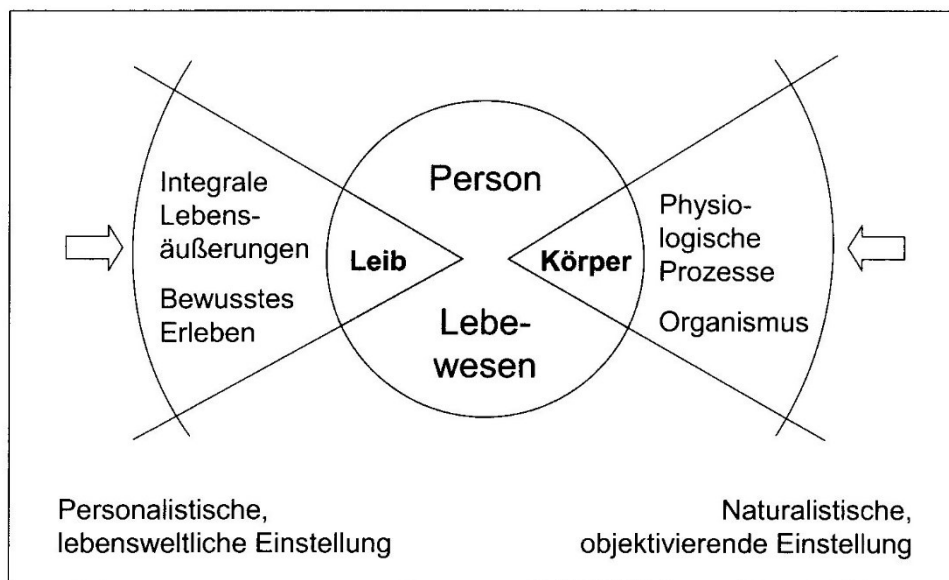 Person
Integrale
Lebens-
äußerungen
Bewusstes
Erleben
Leib
Körper
Physio-
logische
Prozesse
Organismus
Lebe-
wesen
Personalistische,
lebensweltliche Einstellung
Naturalistische,
objektivierende Einstellung